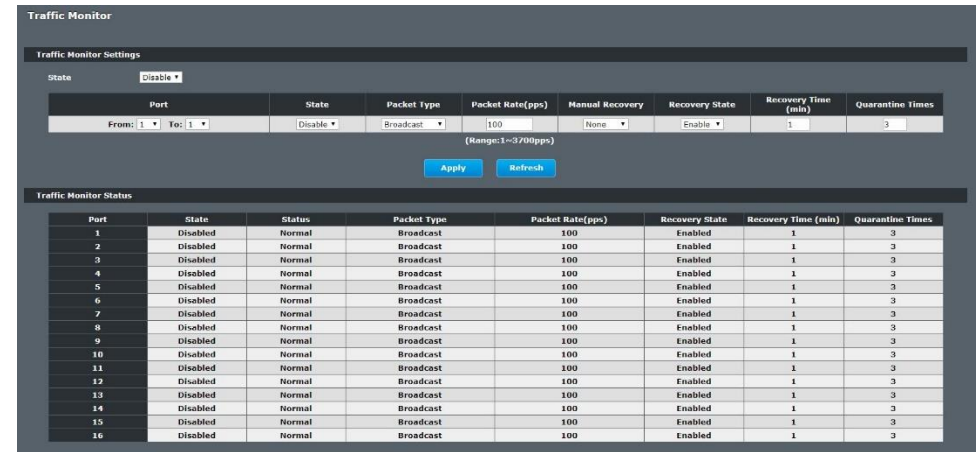 Traffic Monitor
Traffic Monitor Settings
State Disable
Port State Packet Type Packet Rate(pps) Manual Recovery Recovery State Recovery Time (min) Quarantine Times
From: 1 To: 1 Disable Broadcast 100 None Enable 1 3
(Range:1~3700pps)
Apply Refresh
Traffic Monitor Status
Port State Status Packet Type Packet Rate(pps) Recovery State Recovery Time (min) Quarantine Times
1 Disabled Normal Broadcast 100 Enabled 1 3
2 Disabled Normal Broadcast 100 Enabled 1 3
3 Disabled Normal Broadcast 100 Enabled 1 3
4 Disabled Normal Broadcast 100 Enabled 1 3
5 Disabled Normal Broadcast 100 Enabled 1 3
6 Disabled Normal Broadcast 100 Enabled 1 3
7 Disabled Normal Broadcast 100 Enabled 1 3
8 Disabled Normal Broadcast 100 Enabled 1 3
9 Disabled Normal Broadcast 100 Enabled 1 3
10 Disabled Normal Broadcast 100 Enabled 1 3
11 Disabled Normal Broadcast 100 Enabled 1 3
12 Disabled Normal Broadcast 100 Enabled 1 3
13 Disabled Normal Broadcast 100 Enabled 1 3
14 Disabled Normal Broadcast 100 Enabled 1 3
15 Disabled Normal Broadcast 100 Enabled 1 3
16 Disabled Normal Broadcast 100 Enabled 1 3